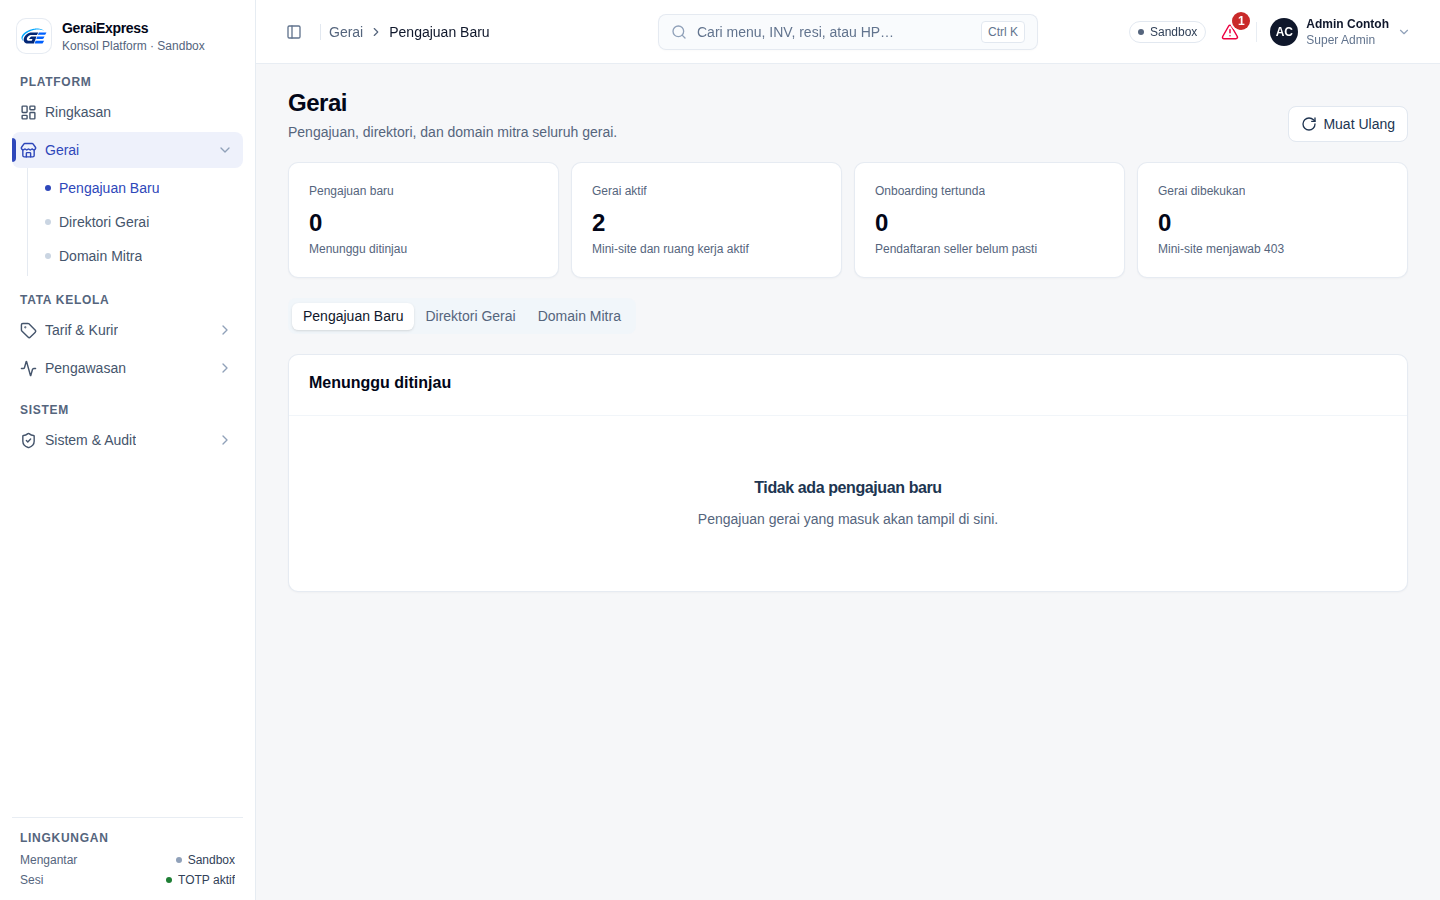 GeraiExpress
Konsol Platform · Sandbox
PLATFORM
Ringkasan
Gerai
Pengajuan Baru
Direktori Gerai
Domain Mitra
TATA KELOLA
Tarif & Kurir
Pengawasan
SISTEM
Sistem & Audit
LINGKUNGAN
Mengantar Sandbox
Sesi TOTP aktif
Gerai Pengajuan Baru
Cari menu, INV, resi, atau HP… Ctrl K
Sandbox
1
AC
Admin Contoh
Super Admin
Gerai
Pengajuan, direktori, dan domain mitra seluruh gerai.
Muat Ulang
Pengajuan baru
0
Menunggu ditinjau
Gerai aktif
2
Mini-site dan ruang kerja aktif
Onboarding tertunda
0
Pendaftaran seller belum pasti
Gerai dibekukan
0
Mini-site menjawab 403
Pengajuan Baru Direktori Gerai Domain Mitra
Menunggu ditinjau
Tidak ada pengajuan baru
Pengajuan gerai yang masuk akan tampil di sini.